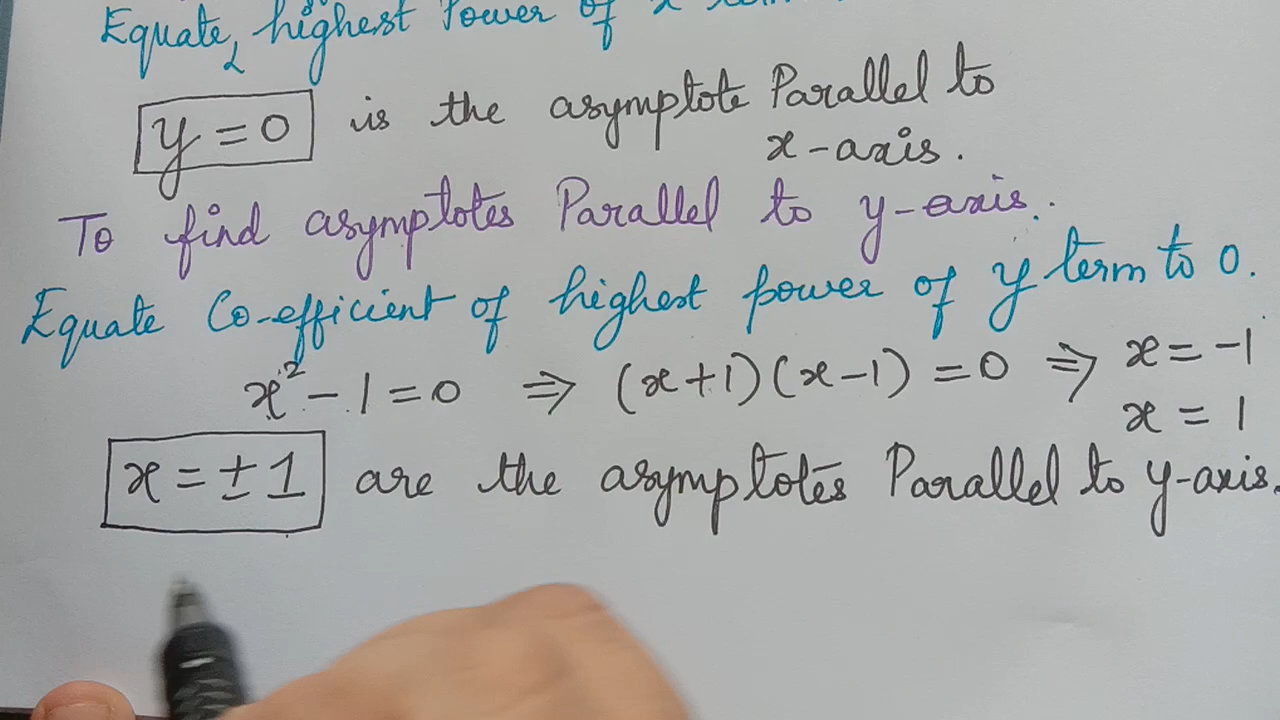 Equate, highest Power of x
y = 0 is the asymptote Parallel to
x-axis.
To find asymptotes Parallel to y-axis.
Equate Co-efficient of highest power of y term to 0.
x² - 1 = 0 ⇒ (x+1)(x-1) = 0 ⇒ x = -1
x = 1
x = ± 1 are the asymptotes Parallel to y-axis.